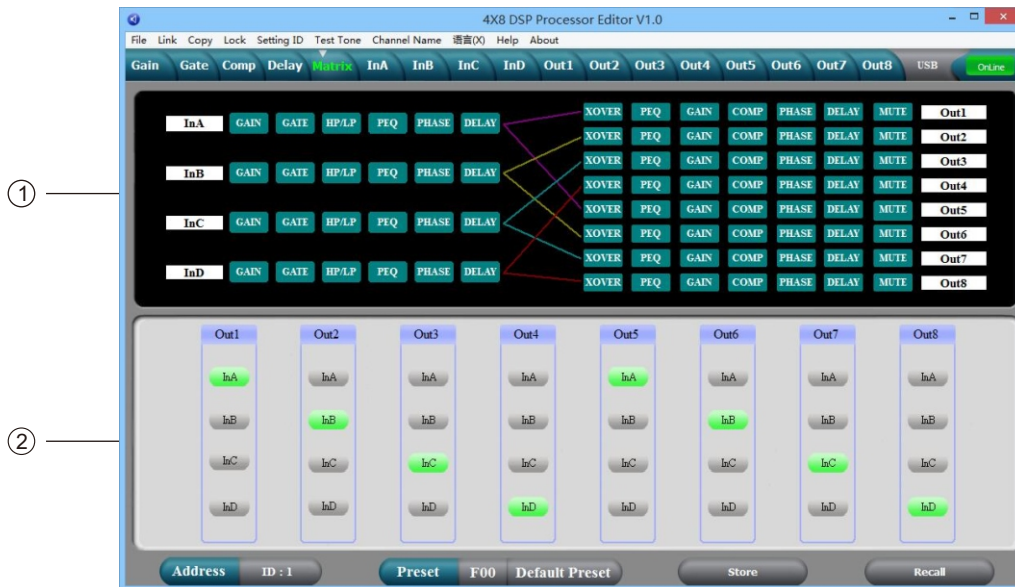 4X8 DSP Processor Editor V1.0
File Link Copy Lock Setting ID Test Tone Channel Name 语言(X) Help About
Gain Gate Comp Delay Matrix InA InB InC InD Out1 Out2 Out3 Out4 Out5 Out6 Out7 Out8 USB OnLine
①
InA GAIN GATE HP/LP PEQ PHASE DELAY
InB GAIN GATE HP/LP PEQ PHASE DELAY
InC GAIN GATE HP/LP PEQ PHASE DELAY
InD GAIN GATE HP/LP PEQ PHASE DELAY
XOVER PEQ GAIN COMP PHASE DELAY MUTE Out1
XOVER PEQ GAIN COMP PHASE DELAY MUTE Out2
XOVER PEQ GAIN COMP PHASE DELAY MUTE Out3
XOVER PEQ GAIN COMP PHASE DELAY MUTE Out4
XOVER PEQ GAIN COMP PHASE DELAY MUTE Out5
XOVER PEQ GAIN COMP PHASE DELAY MUTE Out6
XOVER PEQ GAIN COMP PHASE DELAY MUTE Out7
XOVER PEQ GAIN COMP PHASE DELAY MUTE Out8
②
Out1 Out2 Out3 Out4 Out5 Out6 Out7 Out8
InA InA InA InA InA InA InA InA
InB InB InB InB InB InB InB InB
InC InC InC InC InC InC InC InC
InD InD InD InD InD InD InD InD
Address ID : 1 Preset F00 Default Preset Store Recall